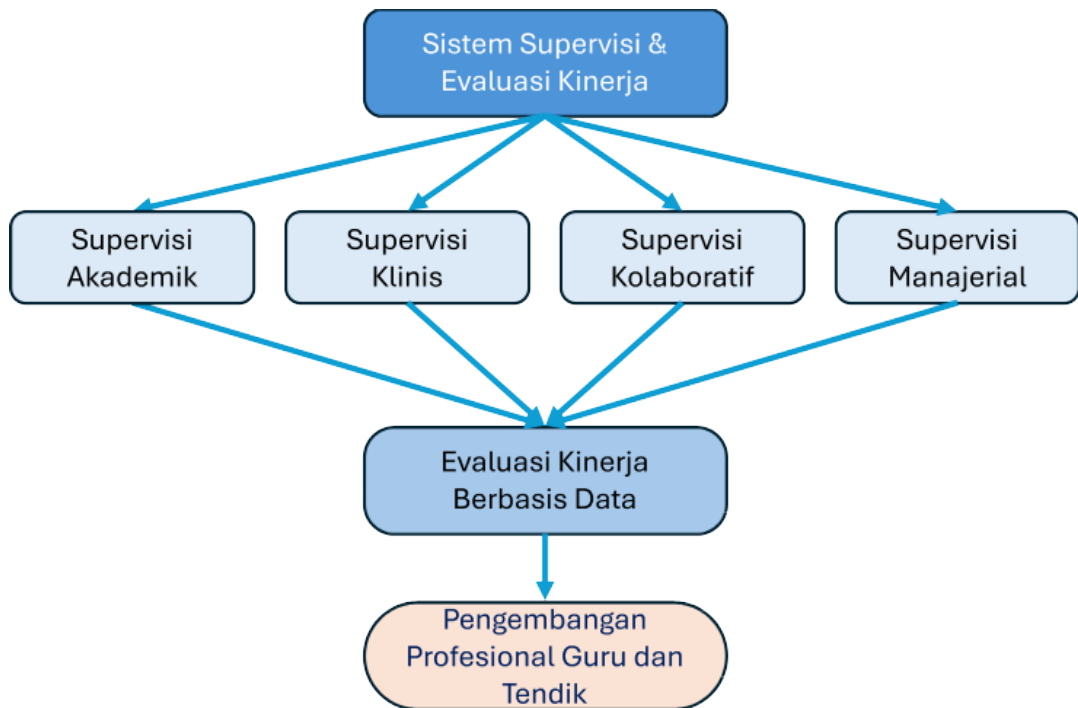 Sistem Supervisi &
Evaluasi Kinerja
Supervisi
Akademik
Supervisi
Klinis
Supervisi
Kolaboratif
Supervisi
Manajerial
Evaluasi Kinerja
Berbasis Data
Pengembangan
Profesional Guru dan
Tendik